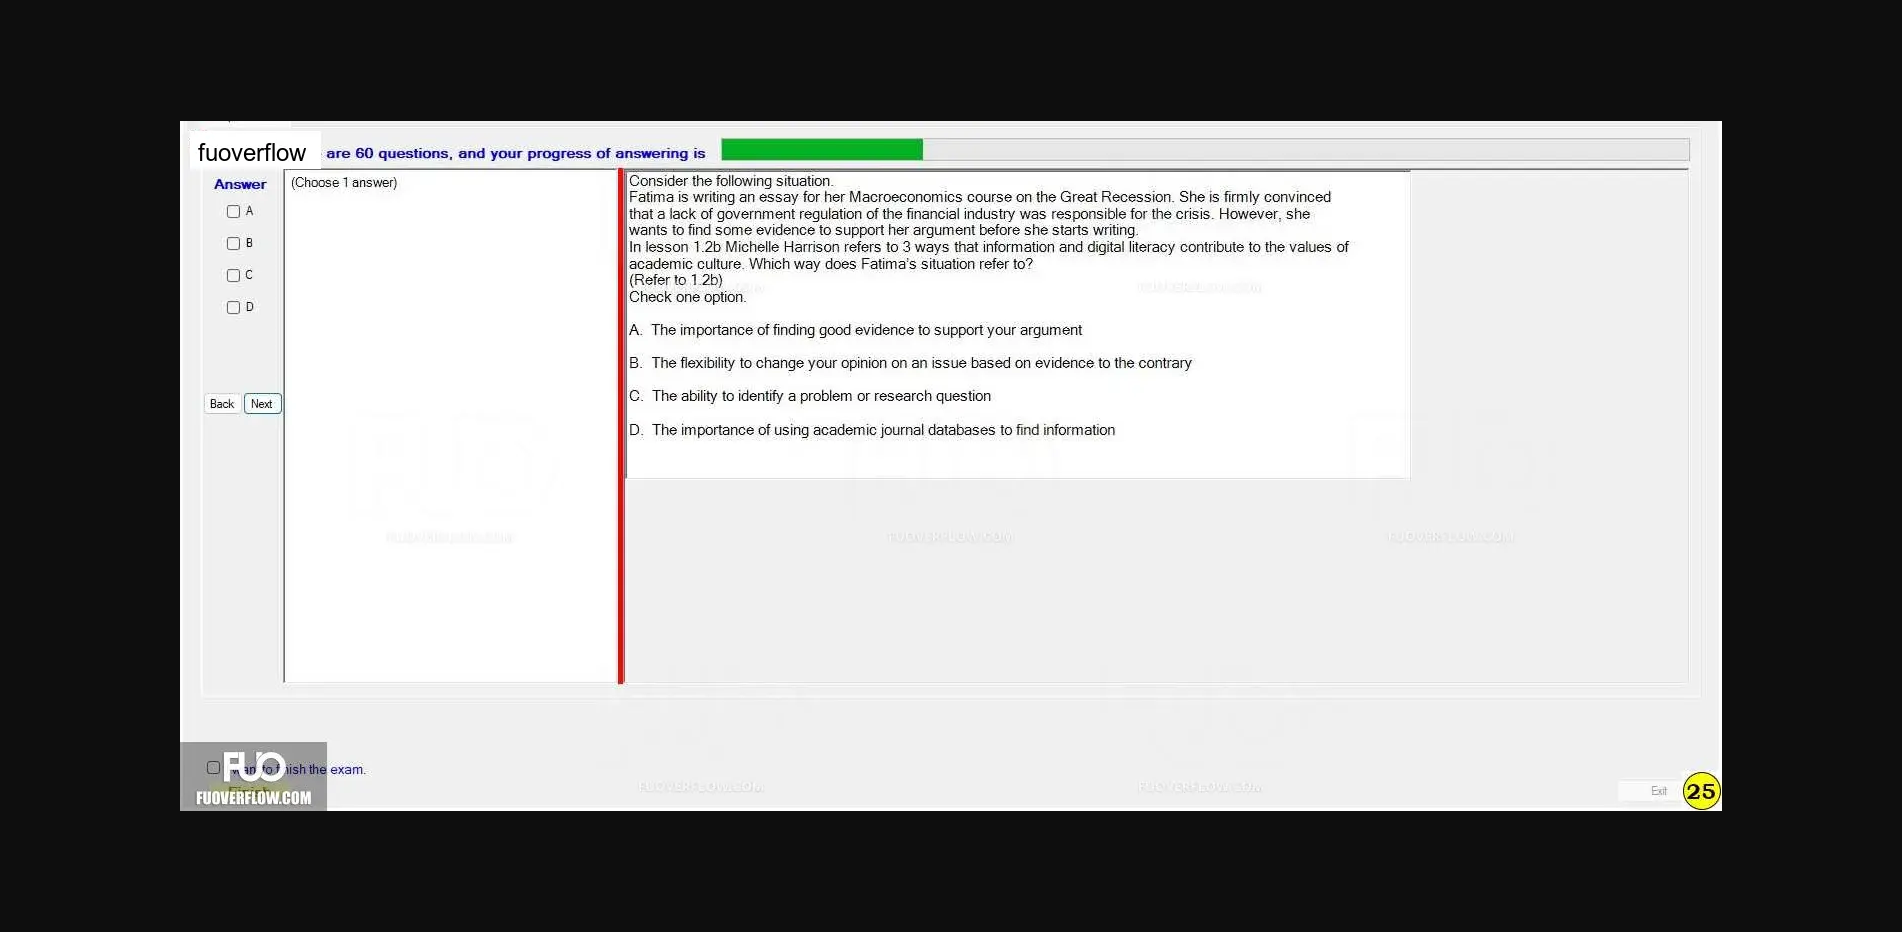 fuoverflow are 60 questions, and your progress of answering is
Answer
(Choose 1 answer)
A
B
C
D
Back Next
Consider the following situation.
Fatima is writing an essay for her Macroeconomics course on the Great Recession. She is firmly convinced
that a lack of government regulation of the financial industry was responsible for the crisis. However, she
wants to find some evidence to support her argument before she starts writing.
In lesson 1.2b Michelle Harrison refers to 3 ways that information and digital literacy contribute to the values of
academic culture. Which way does Fatima's situation refer to?
(Refer to 1.2b)
Check one option.
A. The importance of finding good evidence to support your argument
B. The flexibility to change your opinion on an issue based on evidence to the contrary
C. The ability to identify a problem or research question
D. The importance of using academic journal databases to find information
FUOVERFLOW.COM
FUOVERFLOW.COM
FUOVERFLOW.COM
FUOVERFLOW.COM
FUO
want to finish the exam.
Finish
FUOVERFLOW.COM
FUOVERFLOW.COM
FUOVERFLOW.COM
Exit
25